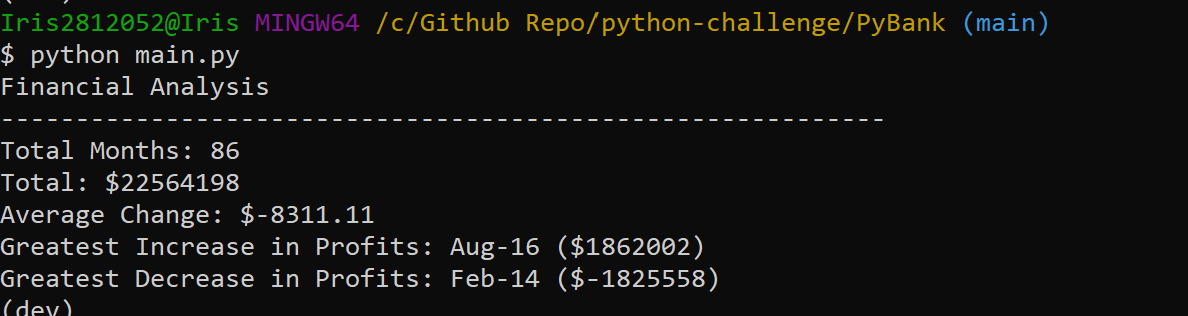 Iris2812052@Iris MINGW64 /c/Github Repo/python-challenge/PyBank (main)
$ python main.py
Financial Analysis
-----------------------------------------------------------
Total Months: 86
Total: $22564198
Average Change: $-8311.11
Greatest Increase in Profits: Aug-16 ($1862002)
Greatest Decrease in Profits: Feb-14 ($-1825558)
(dev)